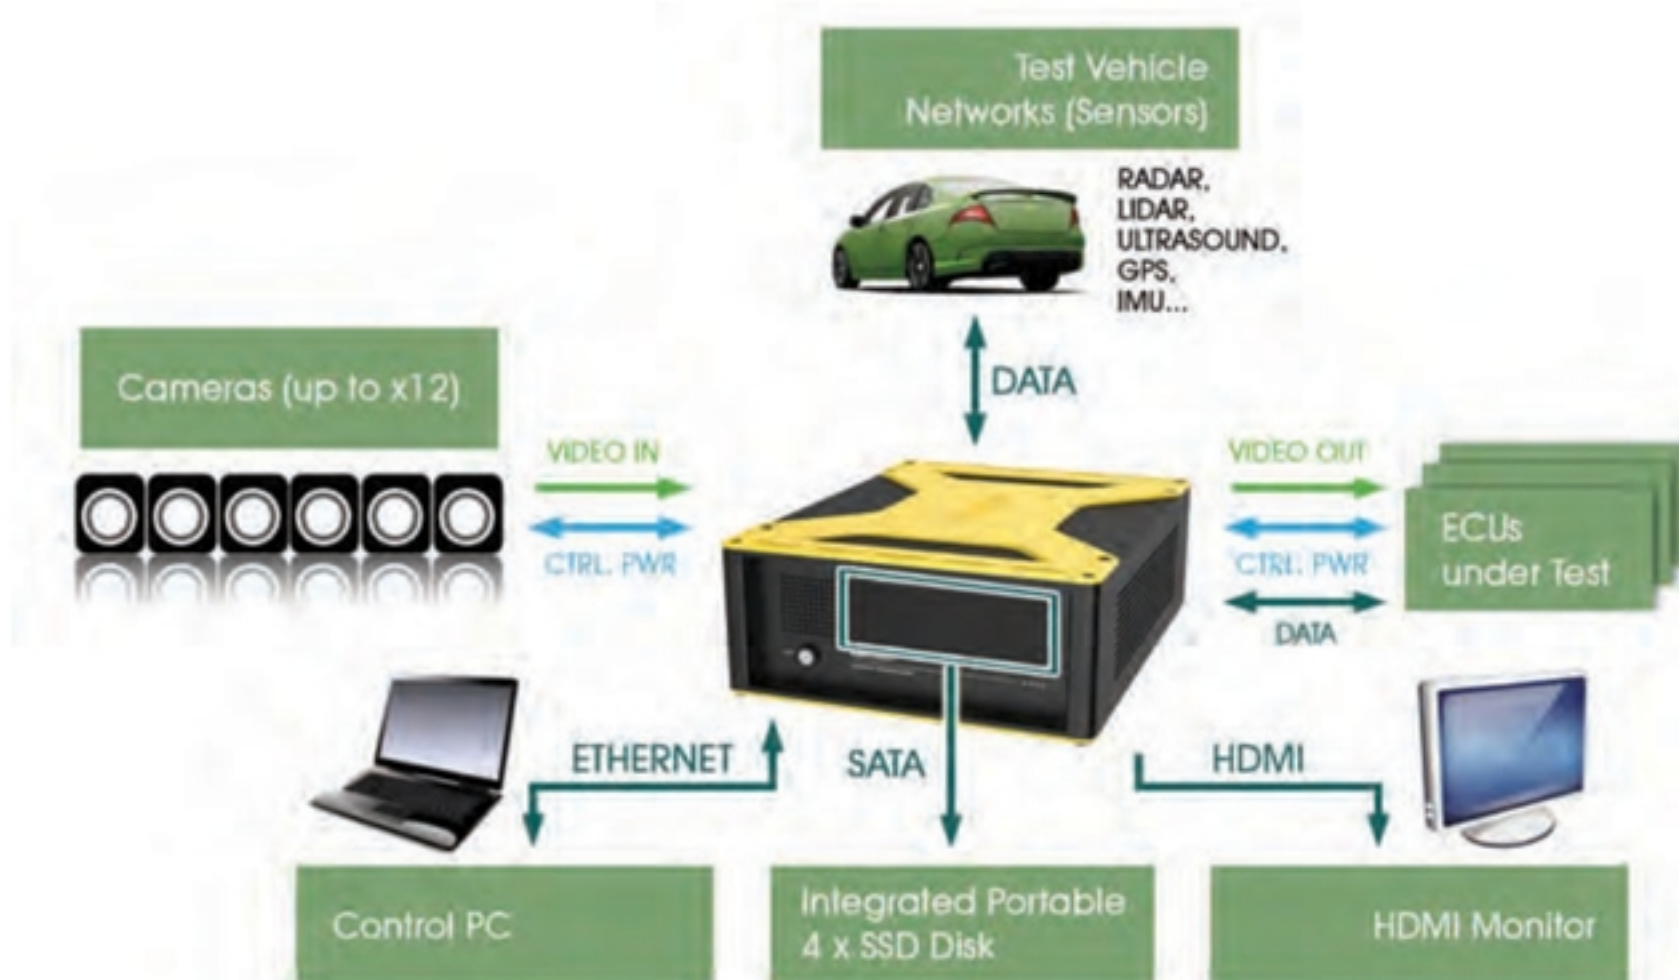 Test Vehicle
Networks (Sensors)
RADAR,
LIDAR,
ULTRASOUND,
GPS,
IMU...
DATA
Cameras (up to x12)
VIDEO IN
CTRL. PWR
VIDEO OUT
CTRL. PWR
DATA
ECUs
under Test
ETHERNET
SATA
HDMI
Control PC
Integrated Portable
4 x SSD Disk
HDMI Monitor